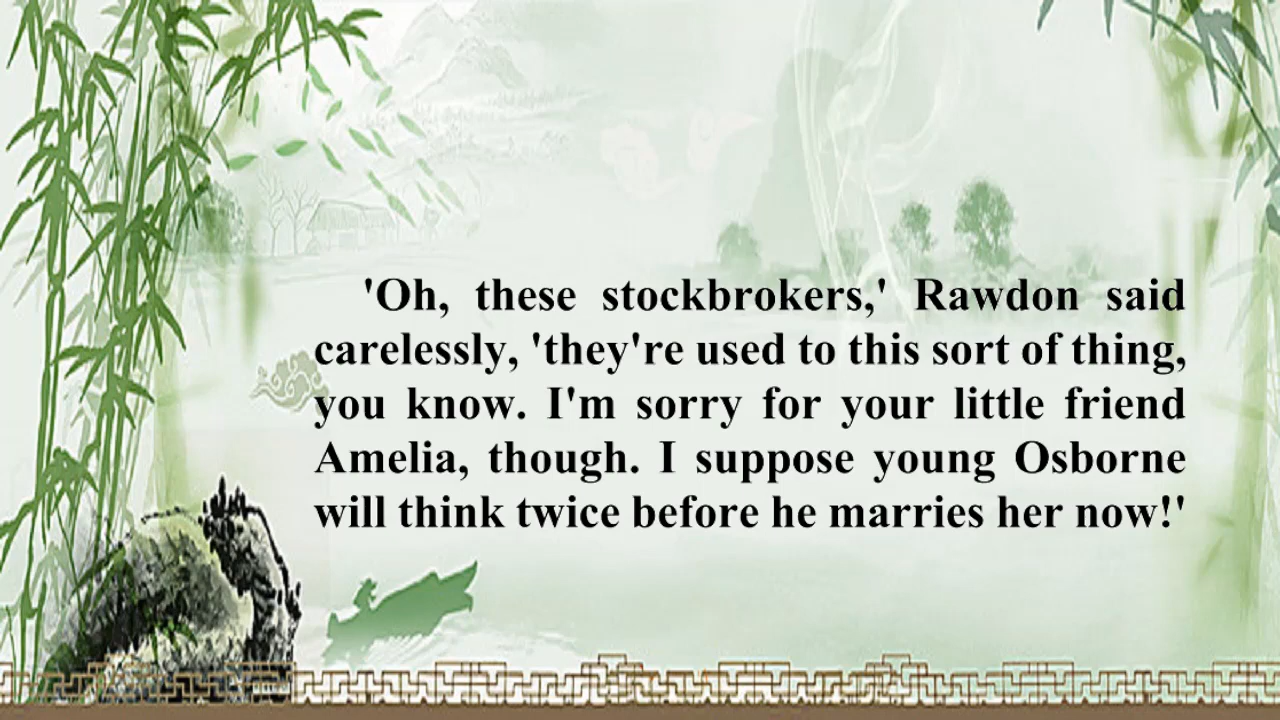 'Oh, these stockbrokers,' Rawdon said
carelessly, 'they're used to this sort of thing,
you know. I'm sorry for your little friend
Amelia, though. I suppose young Osborne
will think twice before he marries her now!'